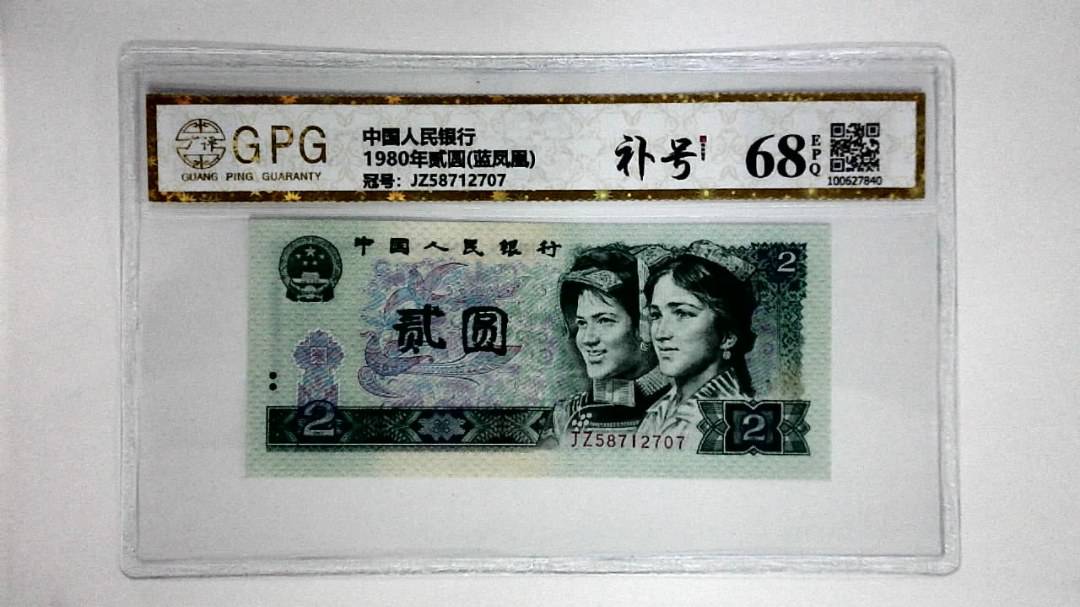 广评
GPG
GUANG PING GUARANTY
中国人民银行
1980年贰圆(蓝凤凰)
冠号：JZ58712707
补号
68
EPQ
100627840
中国人民银行
2
贰圆
2
JZ58712707
2